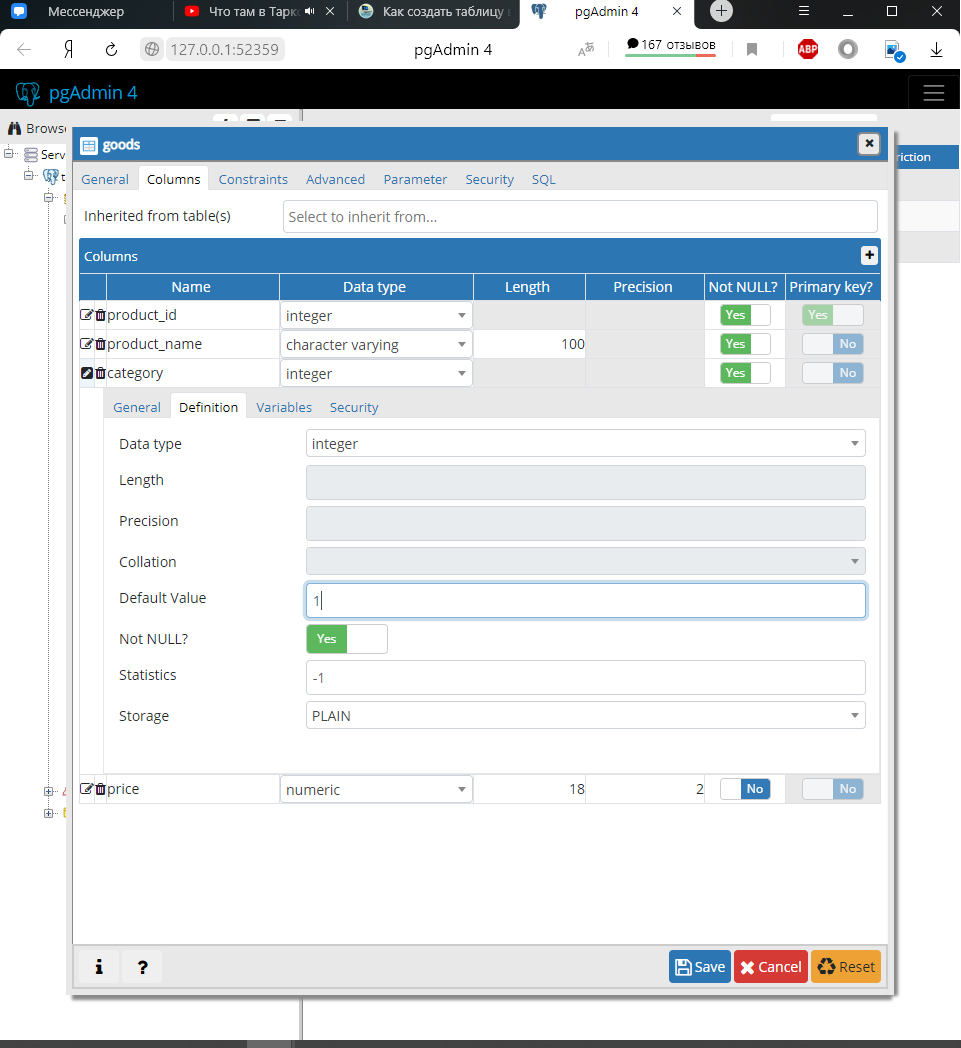 Мессенджер
Что там в Тарко
Как создать таблицу
pgAdmin 4
Я
127.0.0.1:52359
pgAdmin 4
167 отзывов
ABP
pgAdmin 4
Browse
Serv
goods
General Columns Constraints Advanced Parameter Security SQL
Inherited from table(s) Select to inherit from...
Columns
Name Data type Length Precision Not NULL? Primary key?
product_id integer Yes Yes
product_name character varying 100 Yes No
category integer Yes No
General Definition Variables Security
Data type integer
Length
Precision
Collation
Default Value 1
Not NULL? Yes
Statistics -1
Storage PLAIN
price numeric 18 2 No No
i ? Save Cancel Reset